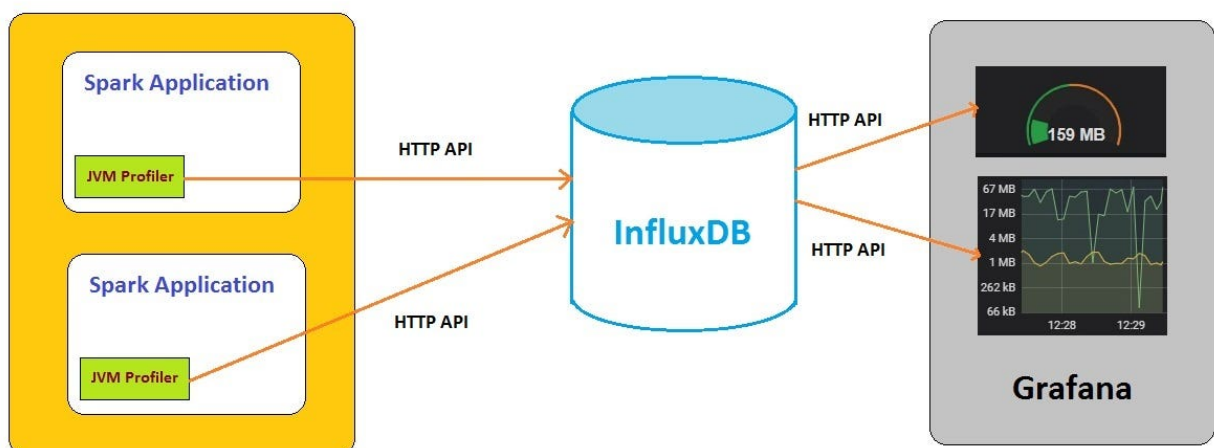 Spark Application
JVM Profiler
Spark Application
JVM Profiler
HTTP API
HTTP API
InfluxDB
HTTP API
HTTP API
159 MB
67 MB
17 MB
4 MB
1 MB
262 kB
66 kB
12:28 12:29
Grafana